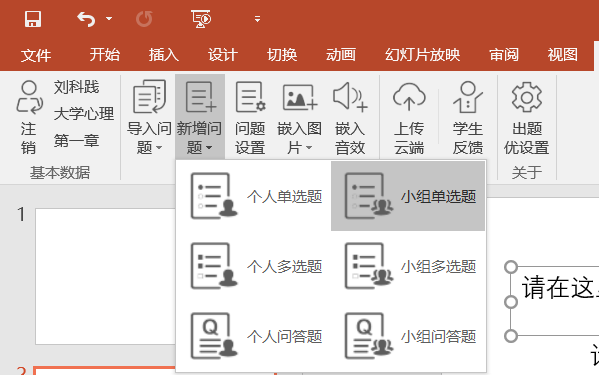 文件 开始 插入 设计 切换 动画 幻灯片放映 审阅 视图
注销
刘科践
大学心理
第一章
基本数据
导入问题
新增问题
问题设置
嵌入图片
嵌入音效
上传云端
学生反馈
出题优设置
关于
个人单选题 小组单选题
个人多选题 小组多选题
Q 个人问答题 Q 小组问答题
1
2
请在这里